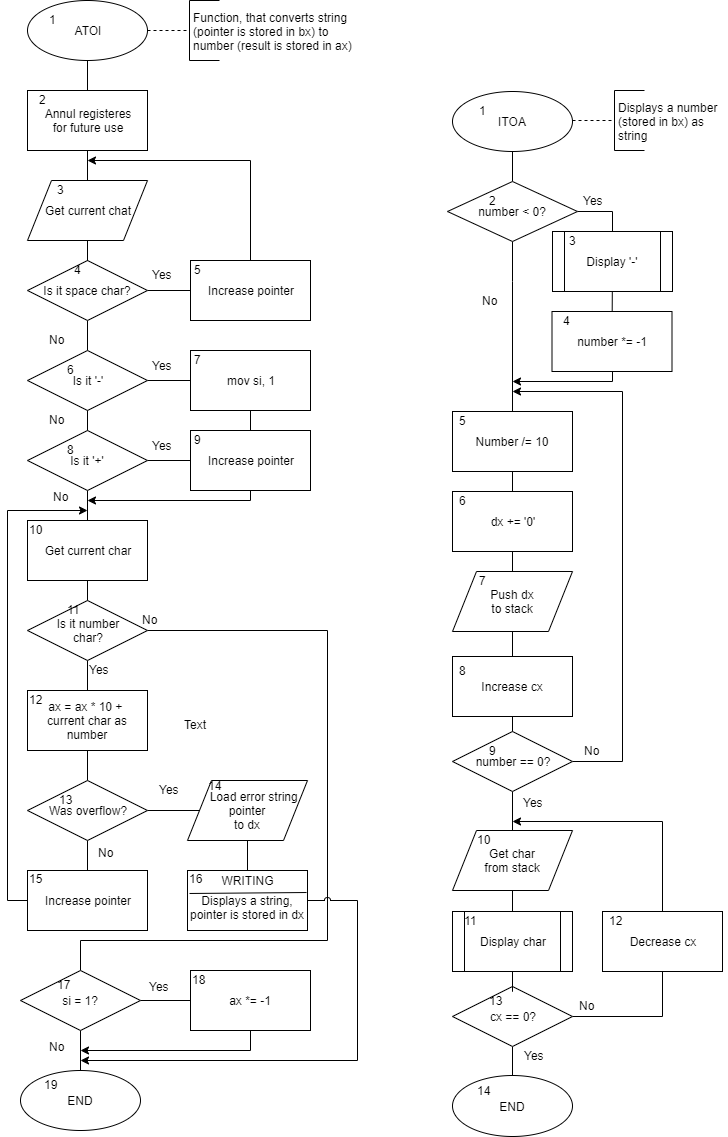 1
ATOI
Function, that converts string
(pointer is stored in bx) to
number (result is stored in ax)
2
Annul registeres
for future use
3
Get current chat
4
Is it space char?
Yes
5
Increase pointer
No
6
Is it '-'
Yes
7
mov si, 1
No
8
Is it '+'
Yes
9
Increase pointer
No
10
Get current char
11
Is it number
char?
No
Yes
12
ax = ax * 10 +
current char as
number
Text
13
Was overflow?
Yes
14
Load error string
pointer
to dx
No
15
Increase pointer
16
WRITING
Displays a string,
pointer is stored in dx
17
si = 1?
Yes
18
ax *= -1
No
19
END
1
ITOA
Displays a number
(stored in bx) as
string
2
number < 0?
Yes
3
Display '-'
No
4
number *= -1
5
Number /= 10
6
dx += '0'
7
Push dx
to stack
8
Increase cx
9
number == 0?
No
Yes
10
Get char
from stack
11
Display char
12
Decrease cx
13
cx == 0?
No
Yes
14
END